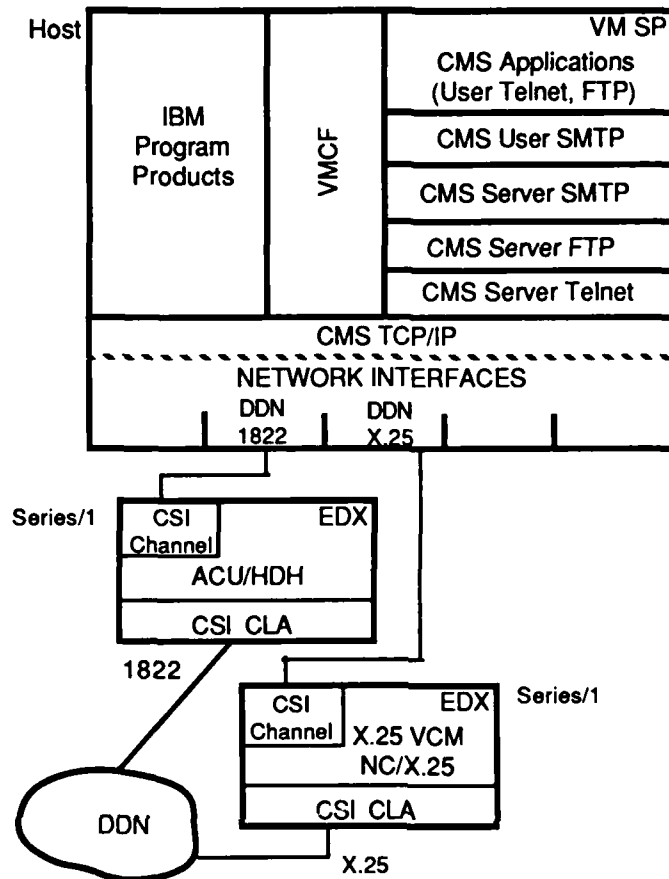 Host
VM SP
IBM
Program
Products
VMCF
CMS Applications
(User Telnet, FTP)
CMS User SMTP
CMS Server SMTP
CMS Server FTP
CMS Server Telnet
CMS TCP/IP
NETWORK INTERFACES
DDN
1822
DDN
X.25
Series/1
CSI
Channel
EDX
ACU/HDH
CSI CLA
1822
CSI
Channel
EDX
Series/1
X.25 VCM
NC/X.25
CSI CLA
DDN
X.25